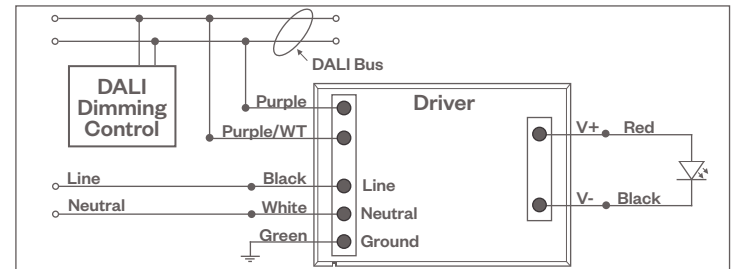 DALI Bus
DALI
Dimming
Control
Purple
Driver
Purple/WT
V+ Red
Line Black Line
Neutral White Neutral
V- Black
Green Ground